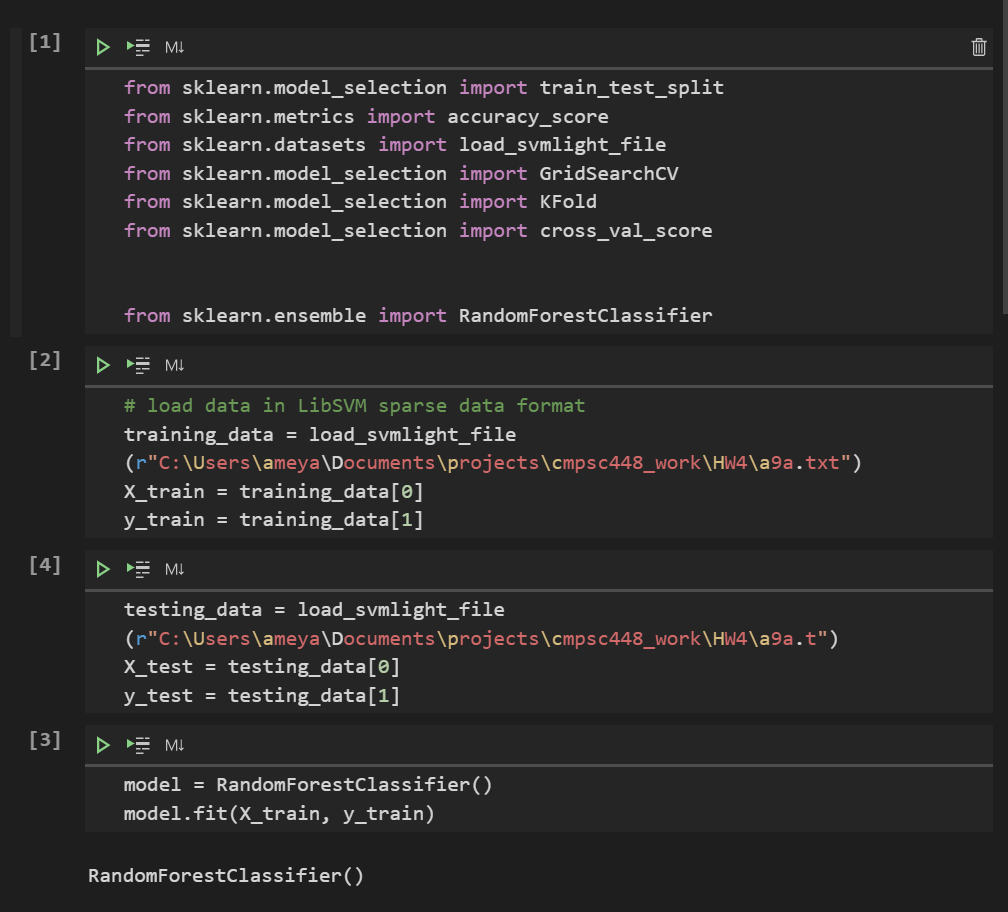 [1]
M↓
from sklearn.model_selection import train_test_split
from sklearn.metrics import accuracy_score
from sklearn.datasets import load_svmlight_file
from sklearn.model_selection import GridSearchCV
from sklearn.model_selection import KFold
from sklearn.model_selection import cross_val_score
from sklearn.ensemble import RandomForestClassifier
[2]
M↓
# load data in LibSVM sparse data format
training_data = load_svmlight_file
(r"C:\Users\ameya\Documents\projects\cmpsc448_work\HW4\a9a.txt")
X_train = training_data[0]
y_train = training_data[1]
[4]
M↓
testing_data = load_svmlight_file
(r"C:\Users\ameya\Documents\projects\cmpsc448_work\HW4\a9a.t")
X_test = testing_data[0]
y_test = testing_data[1]
[3]
M↓
model = RandomForestClassifier()
model.fit(X_train, y_train)
RandomForestClassifier()